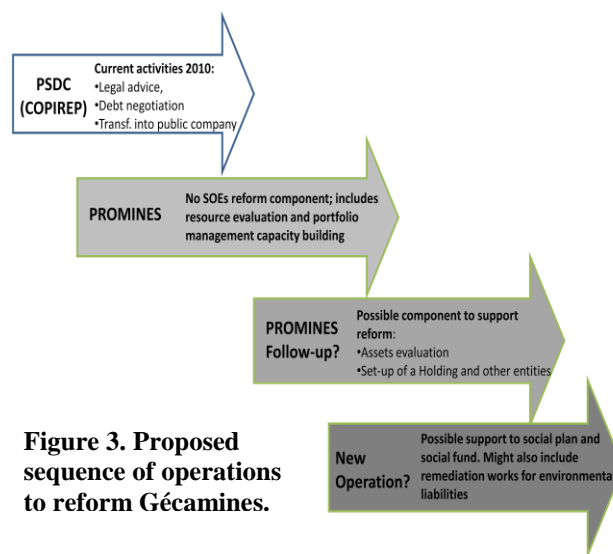 PSDC
(COPIREP)
Current activities 2010:
•Legal advice,
•Debt negotiation
•Transf. into public company
PROMINES
No SOEs reform component; includes
resource evaluation and portfolio
management capacity building
PROMINES
Follow-up?
Possible component to support
reform:
•Assets evaluation
•Set-up of a Holding and other entities
New
Operation?
Possible support to social plan and
social fund. Might also include
remediation works for environmental
liabilities
Figure 3. Proposed
sequence of operations
to reform Gécamines.